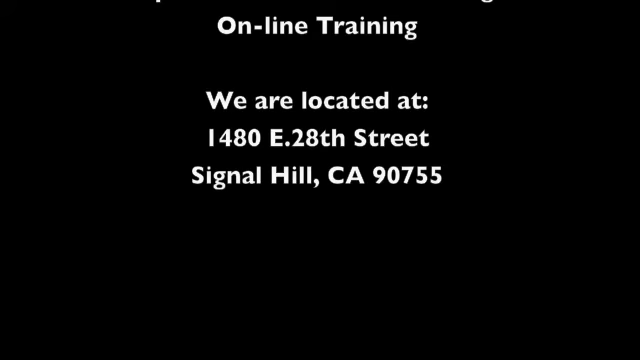 On-line Training
We are located at:
1480 E.28th Street
Signal Hill, CA 90755